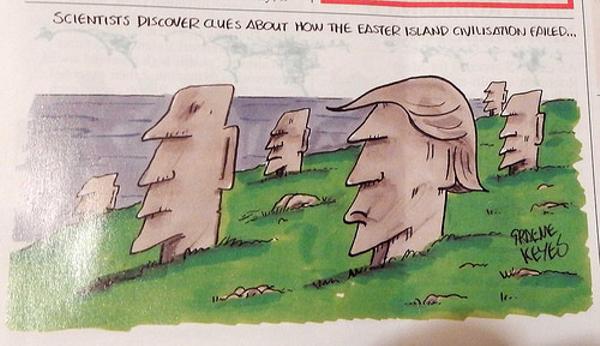 SCIENTISTS DISCOVER CLUES ABOUT HOW THE EASTER ISLAND CIVILISATION FAILED...
GRAEME
KEYES